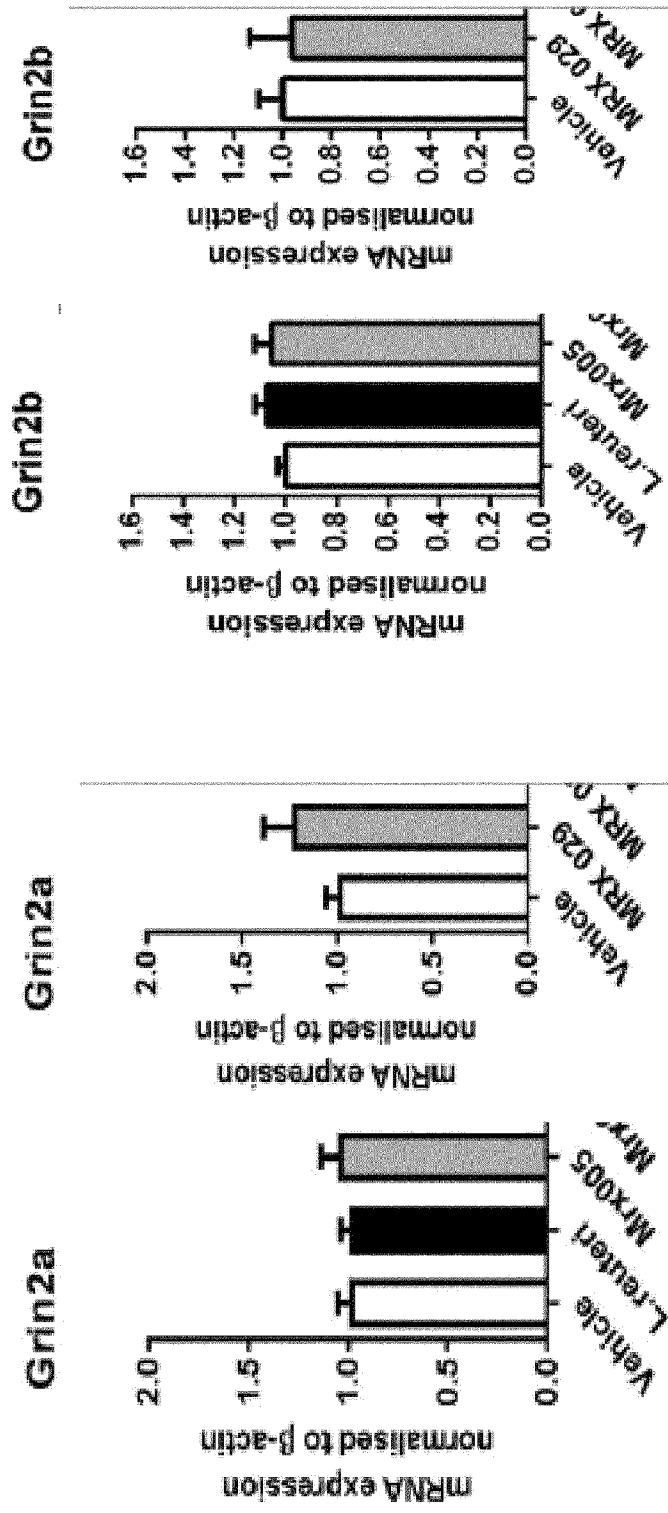 Grin2a
mRNA expression
normalised to β-actin
2.0
1.5
1.0
0.5
0.0
Vehicle
L.reuteri
Mrx005
Mrx
Grin2a
mRNA expression
normalised to β-actin
2.0
1.5
1.0
0.5
0.0
Vehicle
MRX 029
MRX
Grin2b
mRNA expression
normalised to β-actin
1.6
1.4
1.2
1.0
0.8
0.6
0.4
0.2
0.0
Vehicle
L.reuteri
Mrx005
Mrx
Grin2b
mRNA expression
normalised to β-actin
1.6
1.4
1.2
1.0
0.8
0.6
0.4
0.2
0.0
Vehicle
MRX 029
MRX